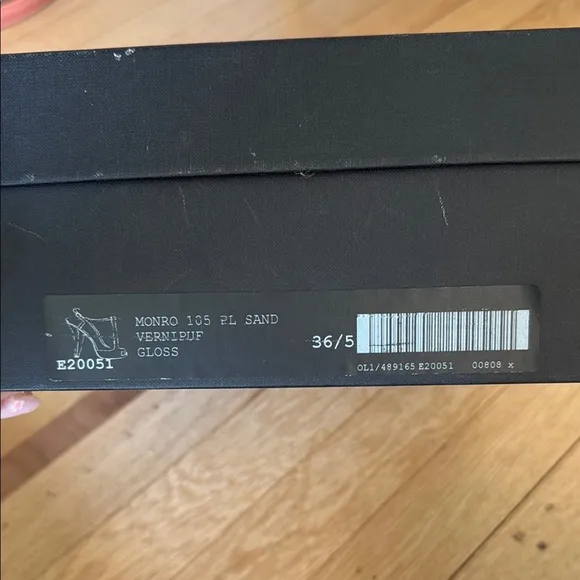 MONRO 105 PL SAND
VERNIPUF
GLOSS
E20051
36/5
OL1/489165 E20051 00808 x